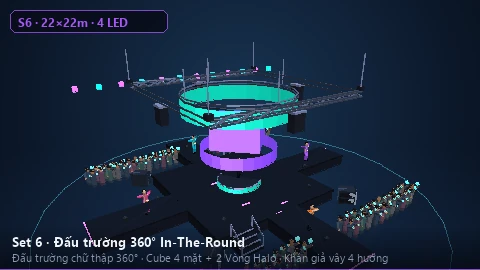 S6 · 22×22m · 4 LED
Set 6 · Đấu trường 360° In-The-Round
Đấu trường chữ thập 360° · Cube 4 mặt + 2 Vòng Halo · Khán giả vây 4 hướng